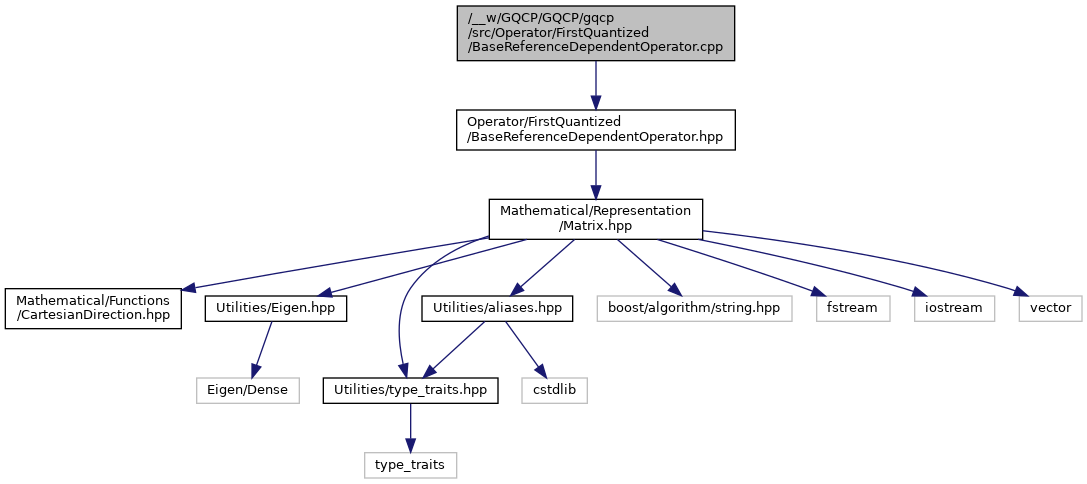 /__w/GQCP/GQCP/gqcp
/src/Operator/FirstQuantized
/BaseReferenceDependentOperator.cpp
Operator/FirstQuantized
/BaseReferenceDependentOperator.hpp
Mathematical/Representation
/Matrix.hpp
Mathematical/Functions
/CartesianDirection.hpp
Utilities/Eigen.hpp
Utilities/aliases.hpp
boost/algorithm/string.hpp
fstream
iostream
vector
Eigen/Dense
Utilities/type_traits.hpp
cstdlib
type_traits